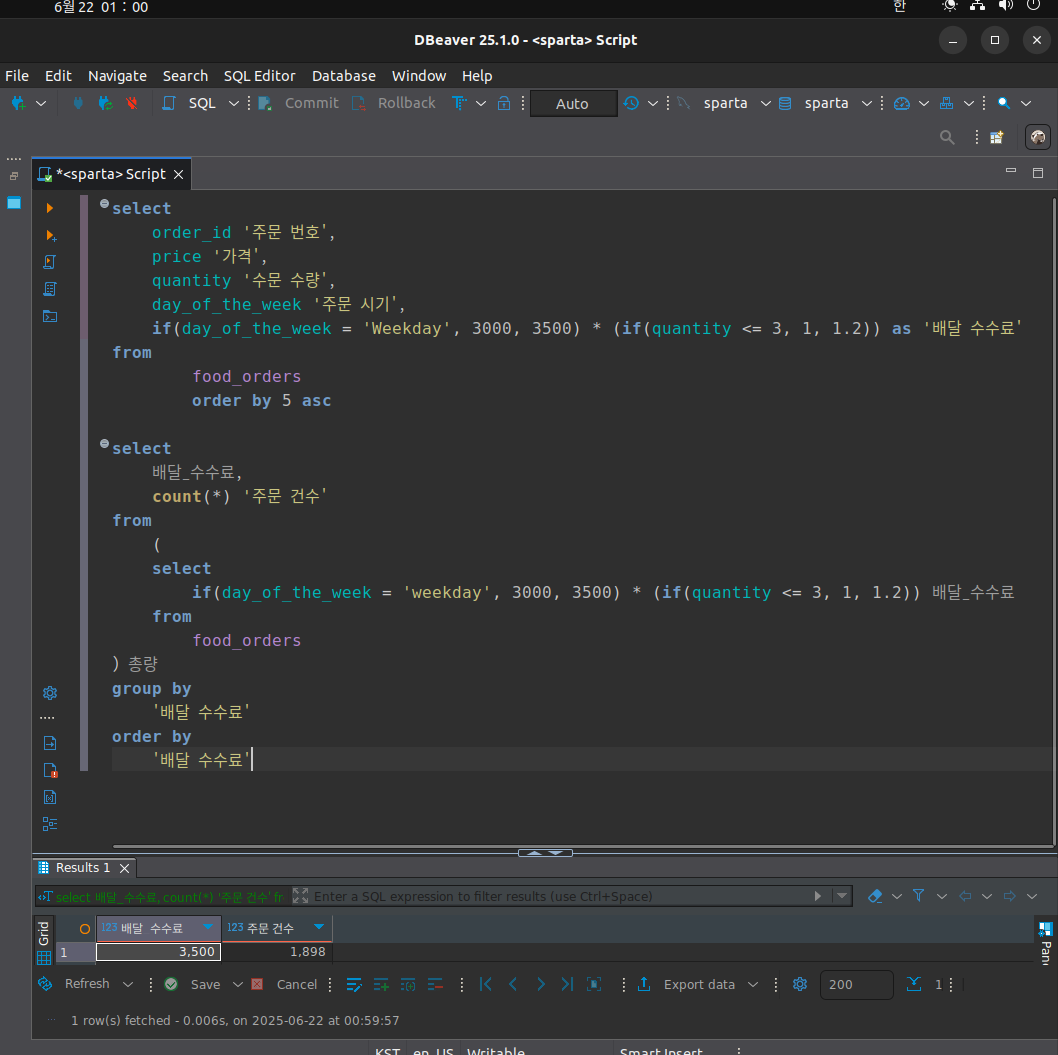 6월 22 01 : 00
한
DBeaver 25.1.0 - <sparta> Script
File Edit Navigate Search SQL Editor Database Window Help
SQL Commit Rollback Auto sparta sparta
*<sparta> Script
select
order_id '주문 번호',
price '가격',
quantity '수문 수량',
day_of_the_week '주문 시기',
if(day_of_the_week = 'Weekday', 3000, 3500) * (if(quantity <= 3, 1, 1.2)) as '배달 수수료'
from
food_orders
order by 5 asc
select
배달_수수료,
count(*) '주문 건수'
from
(
select
if(day_of_the_week = 'weekday', 3000, 3500) * (if(quantity <= 3, 1, 1.2)) 배달_수수료
from
food_orders
) 총량
group by
'배달 수수료'
order by
'배달 수수료'
Results 1
select 배달_수수료, count(*) '주문 건수' fr Enter a SQL expression to filter results (use Ctrl+Space)
Grid
123 배달_수수료 123 주문 건수
1 3,500 1,898
Pan
Refresh Save Cancel Export data 200 1
1 row(s) fetched - 0.006s, on 2025-06-22 at 00:59:57
KST en_US Writable Smart Insert